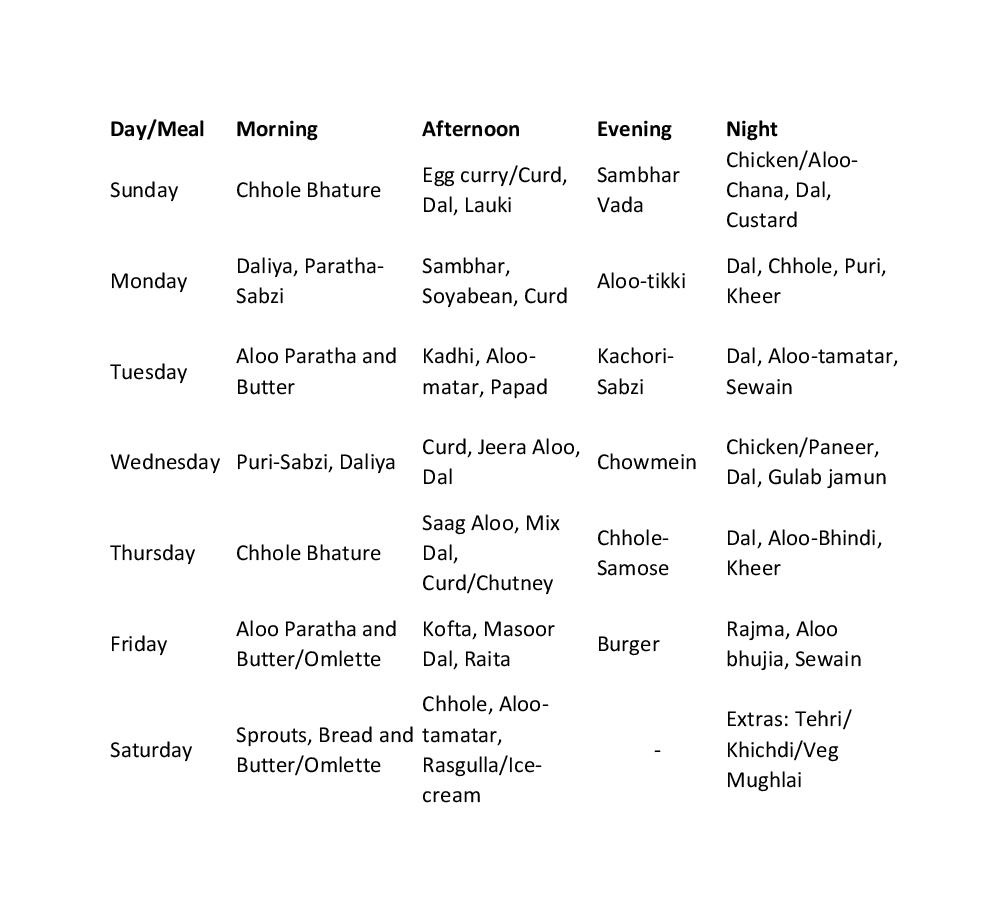 Day/Meal Morning Afternoon Evening Night
Sunday Chhole Bhature Egg curry/Curd, Dal, Lauki Sambhar Vada Chicken/Aloo-Chana, Dal, Custard
Monday Daliya, Paratha-Sabzi Sambhar, Soyabean, Curd Aloo-tikki Dal, Chhole, Puri, Kheer
Tuesday Aloo Paratha and Butter Kadhi, Aloo-matar, Papad Kachori-Sabzi Dal, Aloo-tamatar, Sewain
Wednesday Puri-Sabzi, Daliya Curd, Jeera Aloo, Dal Chowmein Chicken/Paneer, Dal, Gulab jamun
Thursday Chhole Bhature Saag Aloo, Mix Dal, Curd/Chutney Chhole-Samose Dal, Aloo-Bhindi, Kheer
Friday Aloo Paratha and Butter/Omlette Kofta, Masoor Dal, Raita Burger Rajma, Aloo bhujia, Sewain
Saturday Sprouts, Bread and Butter/Omlette Chhole, Aloo-tamatar, Rasgulla/Ice-cream - Extras: Tehri/Khichdi/Veg Mughlai